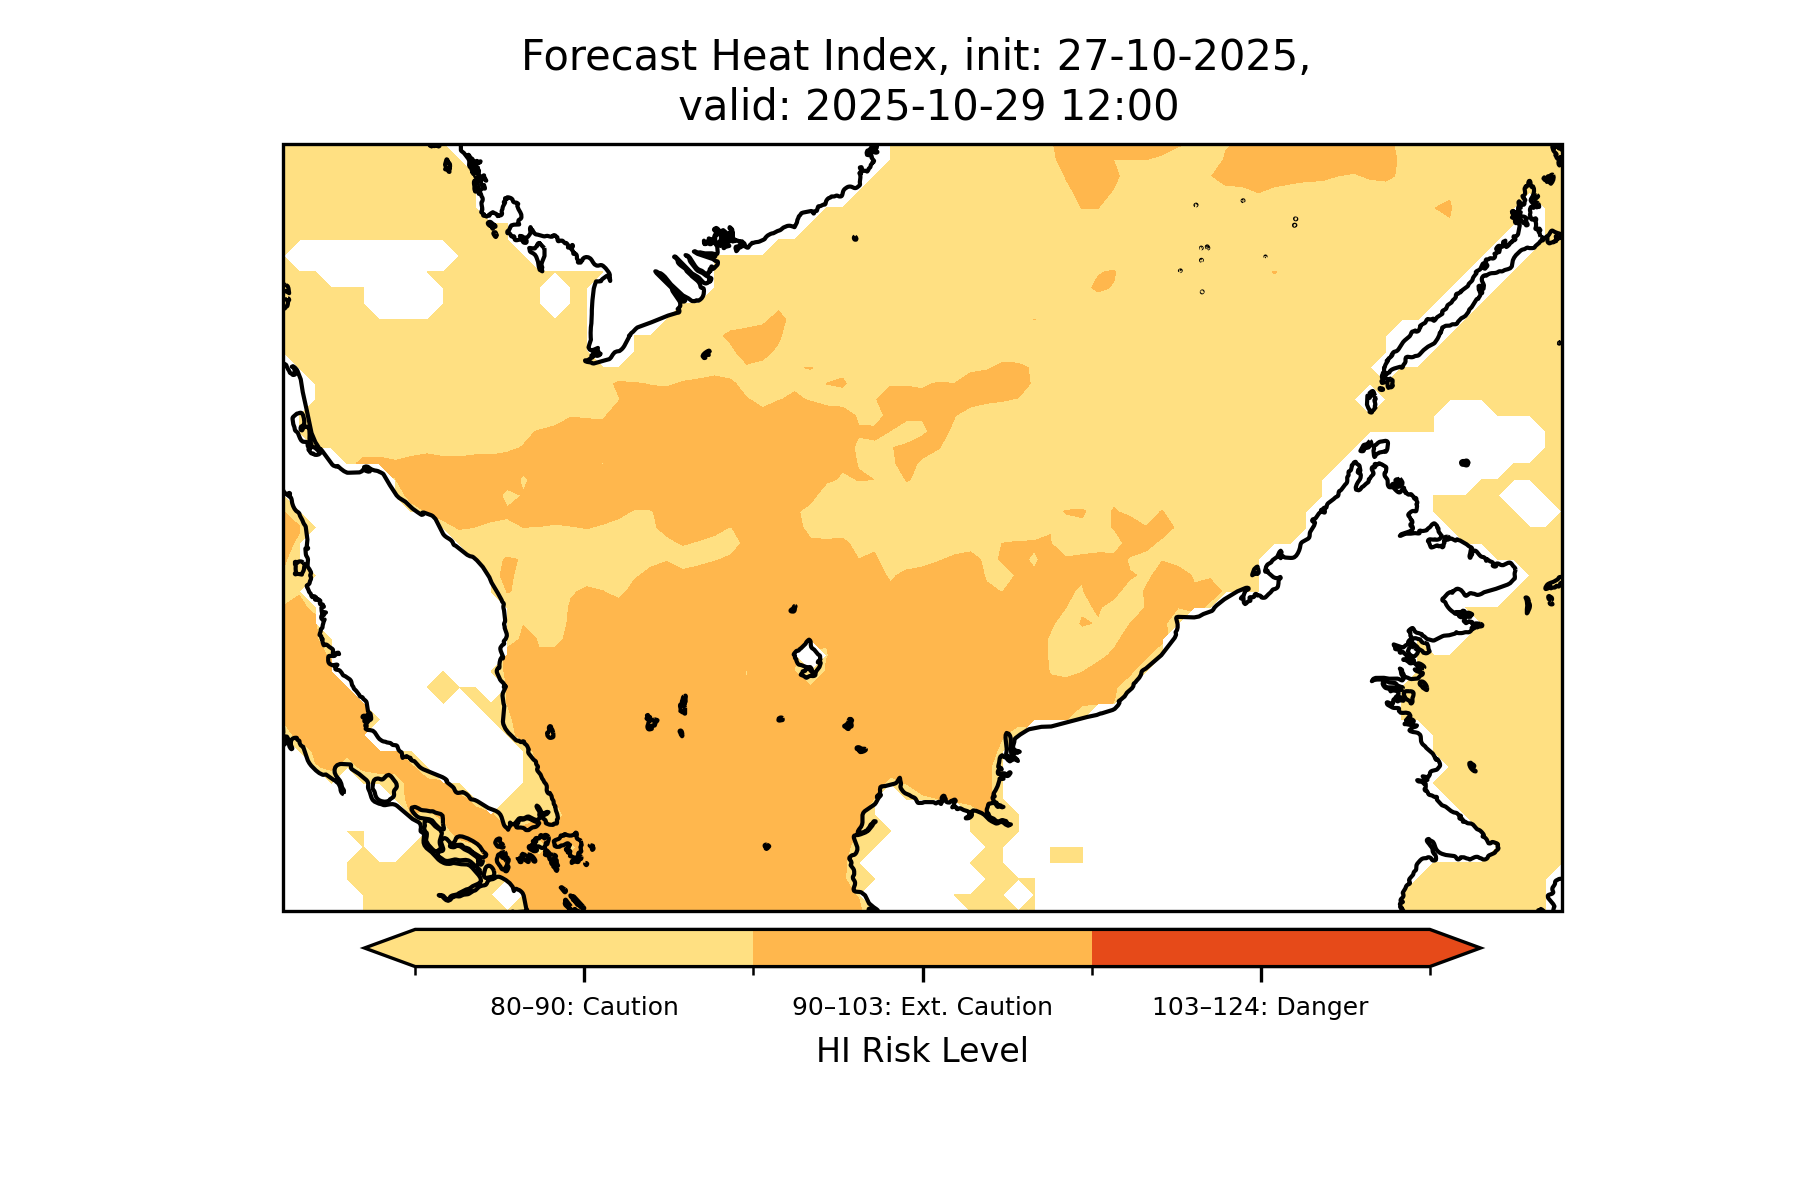 Forecast Heat Index, init: 27-10-2025,
valid: 2025-10-29 12:00
80–90: Caution
90–103: Ext. Caution
103–124: Danger
HI Risk Level